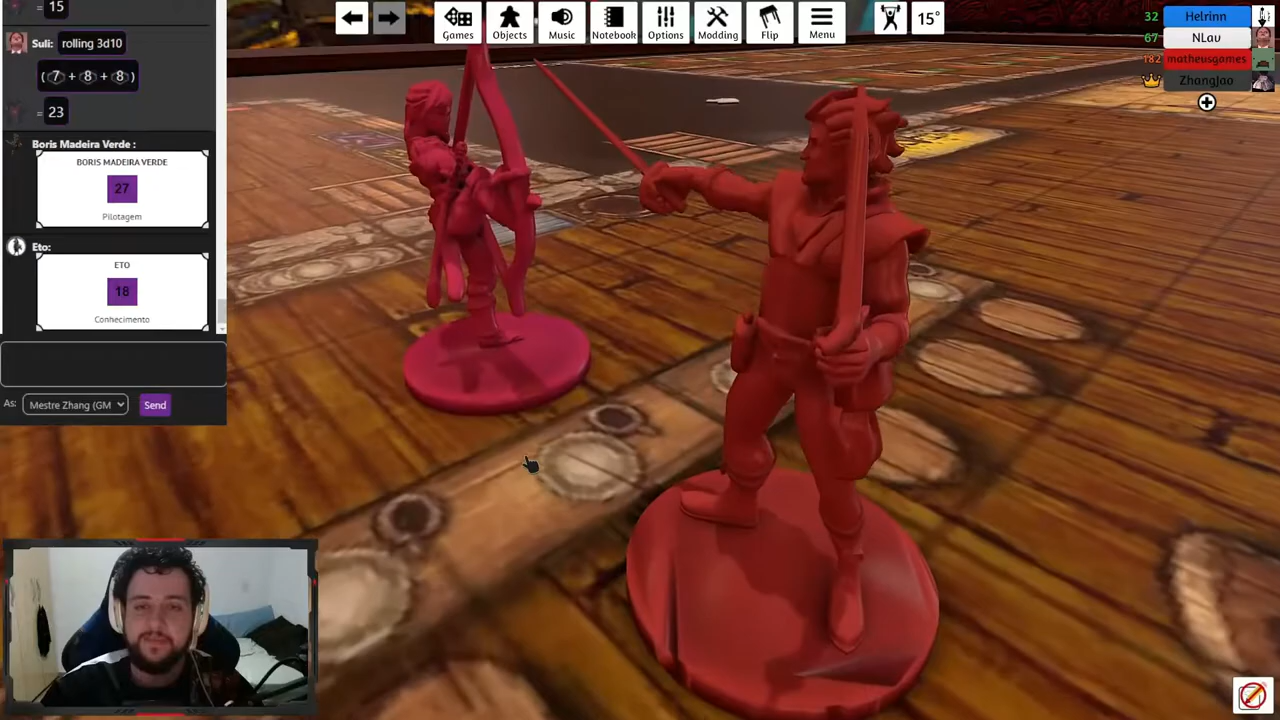 = 15
Suli: rolling 3d10
(7+8+8)
= 23
Boris Madeira Verde :
BORIS MADEIRA VERDE
27
Pilotagem
Eto:
ETO
18
Conhecimento
As: Mestre Zhang (GM
Send
Games
Objects
Music
Notebook
Options
Modding
Flip
Menu
15°
32 Helrinn
67 NLav
182 matheusgames
ZhangJao